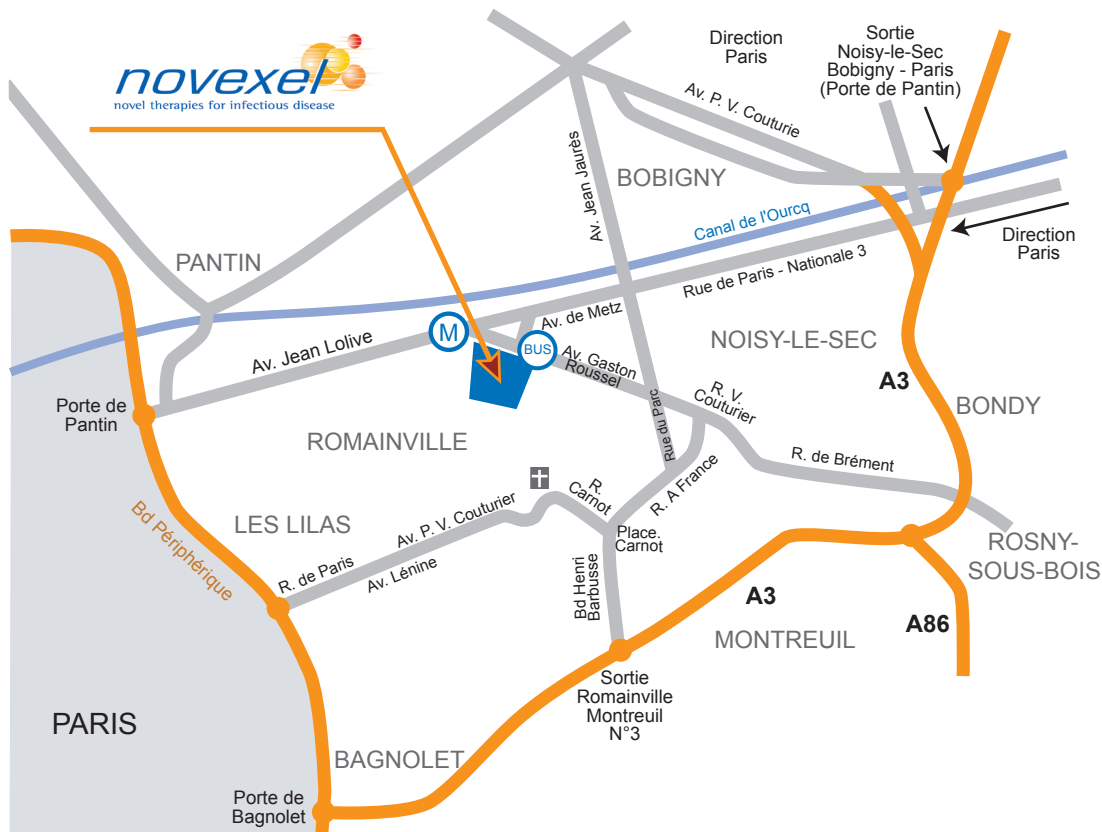 novexel
novel therapies for infectious disease
Direction
Paris
Sortie
Noisy-le-Sec
Bobigny - Paris
(Porte de Pantin)
Av. P. V. Couturie
Av. Jean Jaurès
BOBIGNY
Canal de l'Ourcq
Direction
Paris
PANTIN
Rue de Paris - Nationale 3
Av. de Metz
M
BUS
Av. Jean Lolive
Av. Gaston
Roussel
NOISY-LE-SEC
A3
Porte de
Pantin
R. V.
Couturier
BONDY
Rue du Parc
ROMAINVILLE
R. de Brément
R.
Carnot
R. A France
Av. P. V. Couturier
LES LILAS
Bd Périphérique
Place.
Carnot
ROSNY-
SOUS-BOIS
R. de Paris
Av. Lénine
Bd Henri
Barbusse
A3
A86
MONTREUIL
Sortie
Romainville
Montreuil
N°3
PARIS
BAGNOLET
Porte de
Bagnolet